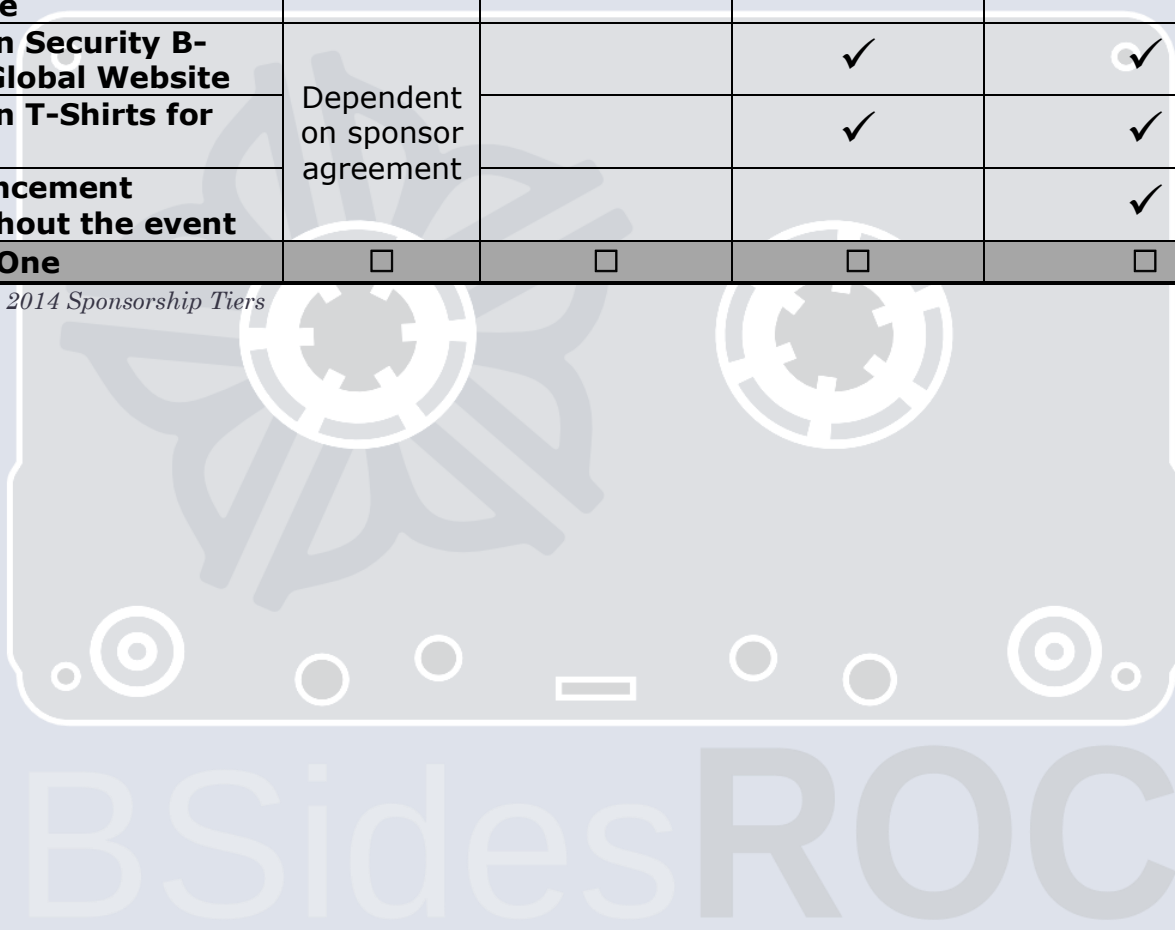 e
n Security B-
Global Website
✓ ✓
Dependent
on sponsor
agreement
n T-Shirts for
✓ ✓
ncement
hout the event
✓
One ☐ ☐ ☐ ☐
2014 Sponsorship Tiers
BSidesROC